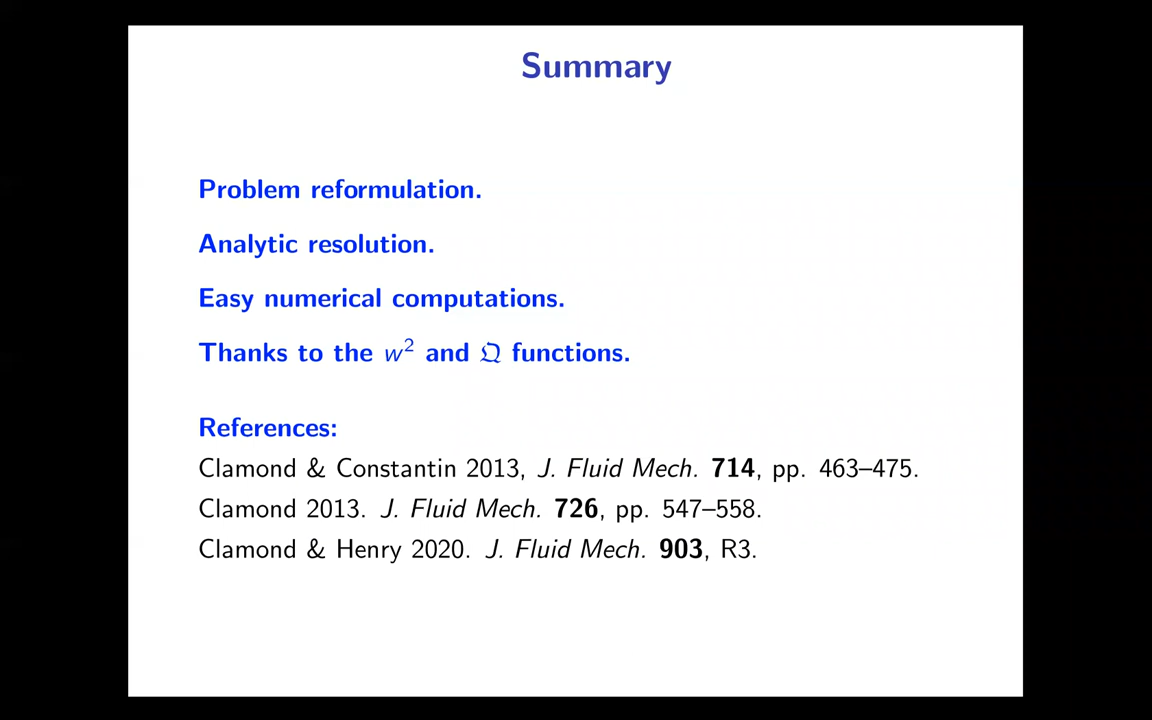 Summary
Problem reformulation.
Analytic resolution.
Easy numerical computations.
Thanks to the w² and 𝔔 functions.
References:
Clamond & Constantin 2013, J. Fluid Mech. 714, pp. 463–475.
Clamond 2013. J. Fluid Mech. 726, pp. 547–558.
Clamond & Henry 2020. J. Fluid Mech. 903, R3.